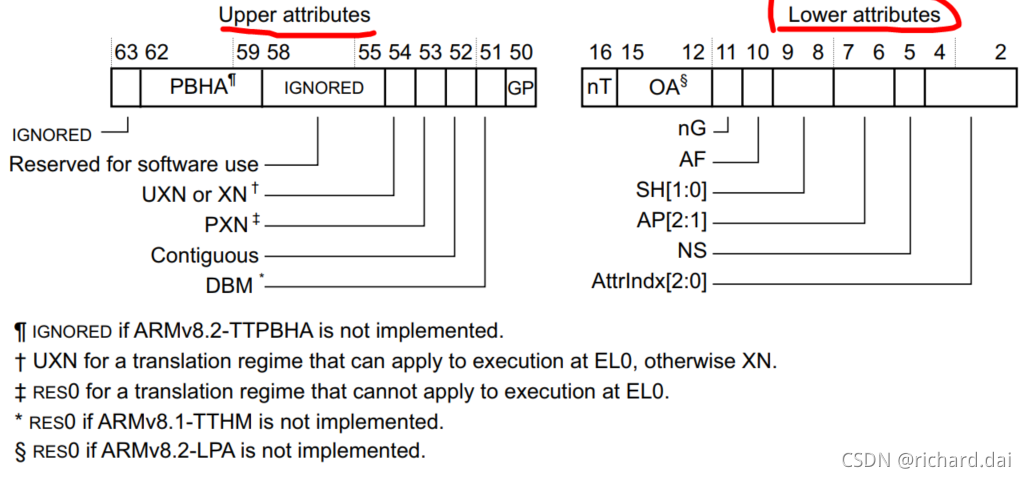 Upper attributes
Lower attributes
63 62 59 58 55 54 53 52 51 50
16 15 12 11 10 9 8 7 6 5 4 2
PBHA¶ IGNORED GP
nT OA§
IGNORED
Reserved for software use
UXN or XN †
PXN ‡
Contiguous
DBM *
nG
AF
SH[1:0]
AP[2:1]
NS
AttrIndx[2:0]
¶ IGNORED if ARMv8.2-TTPBHA is not implemented.
† UXN for a translation regime that can apply to execution at EL0, otherwise XN.
‡ RES0 for a translation regime that cannot apply to execution at EL0.
* RES0 if ARMv8.1-TTHM is not implemented.
§ RES0 if ARMv8.2-LPA is not implemented.
CSDN @richard.dai